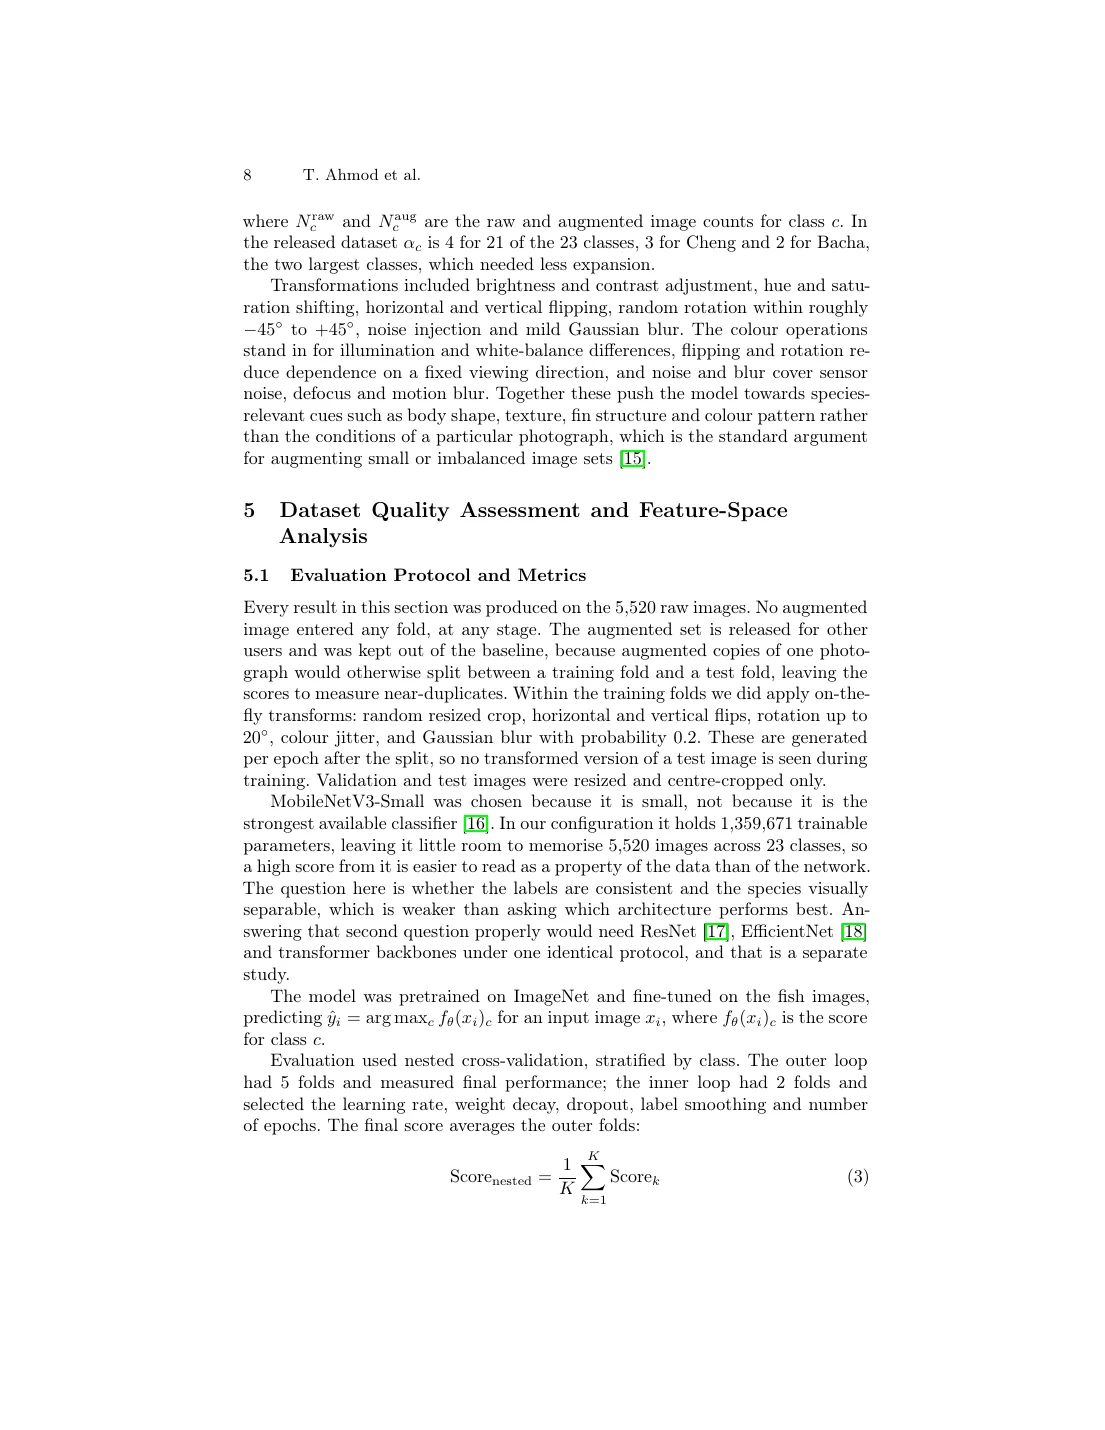 8 T. Ahmod et al.
where N_c^raw and N_c^aug are the raw and augmented image counts for class c. In
the released dataset α_c is 4 for 21 of the 23 classes, 3 for Cheng and 2 for Bacha,
the two largest classes, which needed less expansion.
Transformations included brightness and contrast adjustment, hue and satu-
ration shifting, horizontal and vertical flipping, random rotation within roughly
−45° to +45°, noise injection and mild Gaussian blur. The colour operations
stand in for illumination and white-balance differences, flipping and rotation re-
duce dependence on a fixed viewing direction, and noise and blur cover sensor
noise, defocus and motion blur. Together these push the model towards species-
relevant cues such as body shape, texture, fin structure and colour pattern rather
than the conditions of a particular photograph, which is the standard argument
for augmenting small or imbalanced image sets [15].
5 Dataset Quality Assessment and Feature-Space
Analysis
5.1 Evaluation Protocol and Metrics
Every result in this section was produced on the 5,520 raw images. No augmented
image entered any fold, at any stage. The augmented set is released for other
users and was kept out of the baseline, because augmented copies of one photo-
graph would otherwise split between a training fold and a test fold, leaving the
scores to measure near-duplicates. Within the training folds we did apply on-the-
fly transforms: random resized crop, horizontal and vertical flips, rotation up to
20°, colour jitter, and Gaussian blur with probability 0.2. These are generated
per epoch after the split, so no transformed version of a test image is seen during
training. Validation and test images were resized and centre-cropped only.
MobileNetV3-Small was chosen because it is small, not because it is the
strongest available classifier [16]. In our configuration it holds 1,359,671 trainable
parameters, leaving it little room to memorise 5,520 images across 23 classes, so
a high score from it is easier to read as a property of the data than of the network.
The question here is whether the labels are consistent and the species visually
separable, which is weaker than asking which architecture performs best. An-
swering that second question properly would need ResNet [17], EfficientNet [18]
and transformer backbones under one identical protocol, and that is a separate
study.
The model was pretrained on ImageNet and fine-tuned on the fish images,
predicting ŷ_i = arg max_c f_θ(x_i)_c for an input image x_i, where f_θ(x_i)_c is the score
for class c.
Evaluation used nested cross-validation, stratified by class. The outer loop
had 5 folds and measured final performance; the inner loop had 2 folds and
selected the learning rate, weight decay, dropout, label smoothing and number
of epochs. The final score averages the outer folds:
Score_nested = 1/K ∑_{k=1}^{K} Score_k (3)